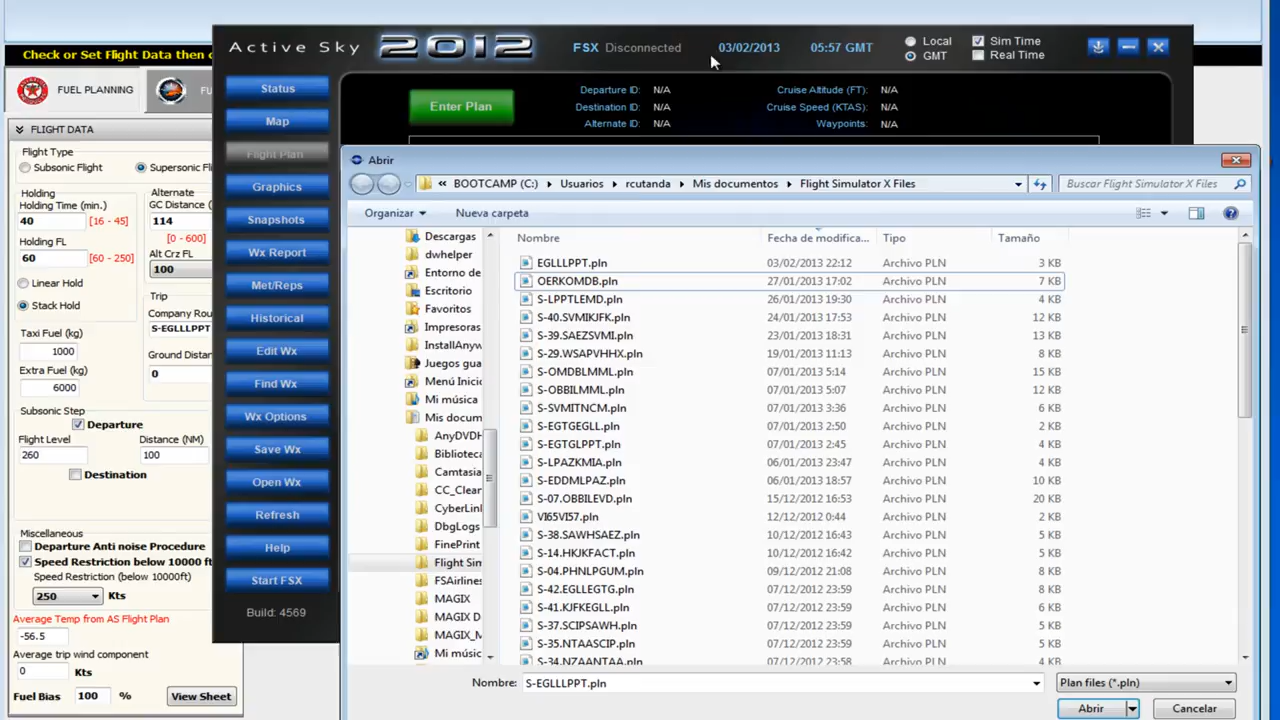 Check or Set Flight Data then c
FUEL PLANNING
FU
FLIGHT DATA
Flight Type
Subsonic Flight
Supersonic Fli
Holding
Holding Time (min.)
40
[16 - 45]
Holding FL
60
[60 - 250]
Linear Hold
Stack Hold
Alternate
GC Distance (
114
[0 - 600]
Alt Crz FL
100
Trip
Company Rou
S-EGLLLPPT
Ground Distan
0
Taxi Fuel (kg)
1000
Extra Fuel (kg)
6000
Subsonic Step
Departure
Flight Level
Distance (NM)
260
100
Destination
Miscellaneous
Departure Anti noise Procedure
Speed Restriction below 10000 ft
Speed Restriction (below 10000ft)
250
Kts
Average Temp from AS Flight Plan
-56.5
Average trip wind component
0
Kts
Fuel Bias
100
%
View Sheet
Active Sky 2012
FSX Disconnected
03/02/2013
05:57 GMT
Local
GMT
Sim Time
Real Time
Status
Map
Flight Plan
Graphics
Snapshots
Wx Report
Met/Reps
Historical
Edit Wx
Find Wx
Wx Options
Save Wx
Open Wx
Refresh
Help
Start FSX
Build: 4569
Enter Plan
Departure ID: N/A
Destination ID: N/A
Alternate ID: N/A
Cruise Altitude (FT): N/A
Cruise Speed (KTAS): N/A
Waypoints: N/A
Abrir
« BOOTCAMP (C:) Usuarios rcutanda Mis documentos Flight Simulator X Files
Buscar Flight Simulator X Files
Organizar
Nueva carpeta
Descargas
dwhelper
Entorno de
Escritorio
Favoritos
Impresoras
InstallAnyw
Juegos gua
Menú Inicio
Mi música
Mis docum
AnyDVDH
Bibliotec
Camtasia
CC_Clean
CyberLink
DbgLogs
FinePrint
Flight Sim
FSAirlines
MAGIX
MAGIX D
MAGIX_M
Mi músic
Nombre Fecha de modifica... Tipo Tamaño
EGLLLPPT.pln 03/02/2013 22:12 Archivo PLN 3 KB
OERKOMDB.pln 27/01/2013 17:02 Archivo PLN 7 KB
S-LPPTLEMD.pln 26/01/2013 19:30 Archivo PLN 4 KB
S-40.SVMIKJFK.pln 24/01/2013 17:53 Archivo PLN 12 KB
S-39.SAEZSVMI.pln 23/01/2013 18:31 Archivo PLN 13 KB
S-29.WSAPVHHX.pln 19/01/2013 11:13 Archivo PLN 8 KB
S-OMDBLMML.pln 07/01/2013 5:14 Archivo PLN 15 KB
S-OBBILMML.pln 07/01/2013 5:07 Archivo PLN 12 KB
S-SVMITNCM.pln 07/01/2013 3:36 Archivo PLN 6 KB
S-EGTGEGLL.pln 07/01/2013 2:50 Archivo PLN 2 KB
S-EGTGLPPT.pln 07/01/2013 2:45 Archivo PLN 4 KB
S-LPAZKMIA.pln 06/01/2013 23:47 Archivo PLN 6 KB
S-EDDMLPAZ.pln 06/01/2013 18:57 Archivo PLN 10 KB
S-07.OBBILEVD.pln 15/12/2012 16:53 Archivo PLN 20 KB
VI65VI57.pln 12/12/2012 0:44 Archivo PLN 2 KB
S-38.SAWHSAEZ.pln 10/12/2012 16:43 Archivo PLN 5 KB
S-14.HKJKFACT.pln 10/12/2012 16:42 Archivo PLN 5 KB
S-04.PHNLPGUM.pln 09/12/2012 21:08 Archivo PLN 8 KB
S-42.EGLLEGTG.pln 07/12/2012 23:59 Archivo PLN 6 KB
S-41.KJFKEGLL.pln 07/12/2012 23:59 Archivo PLN 6 KB
S-37.SCIPSAWH.pln 07/12/2012 23:59 Archivo PLN 5 KB
S-35.NTAASCIP.pln 07/12/2012 23:59 Archivo PLN 5 KB
S-34.NZAANTAA.pln 07/12/2012 23:58 Archivo PLN 4 KB
Nombre: S-EGLLLPPT.pln
Plan files (*.pln)
Abrir
Cancelar